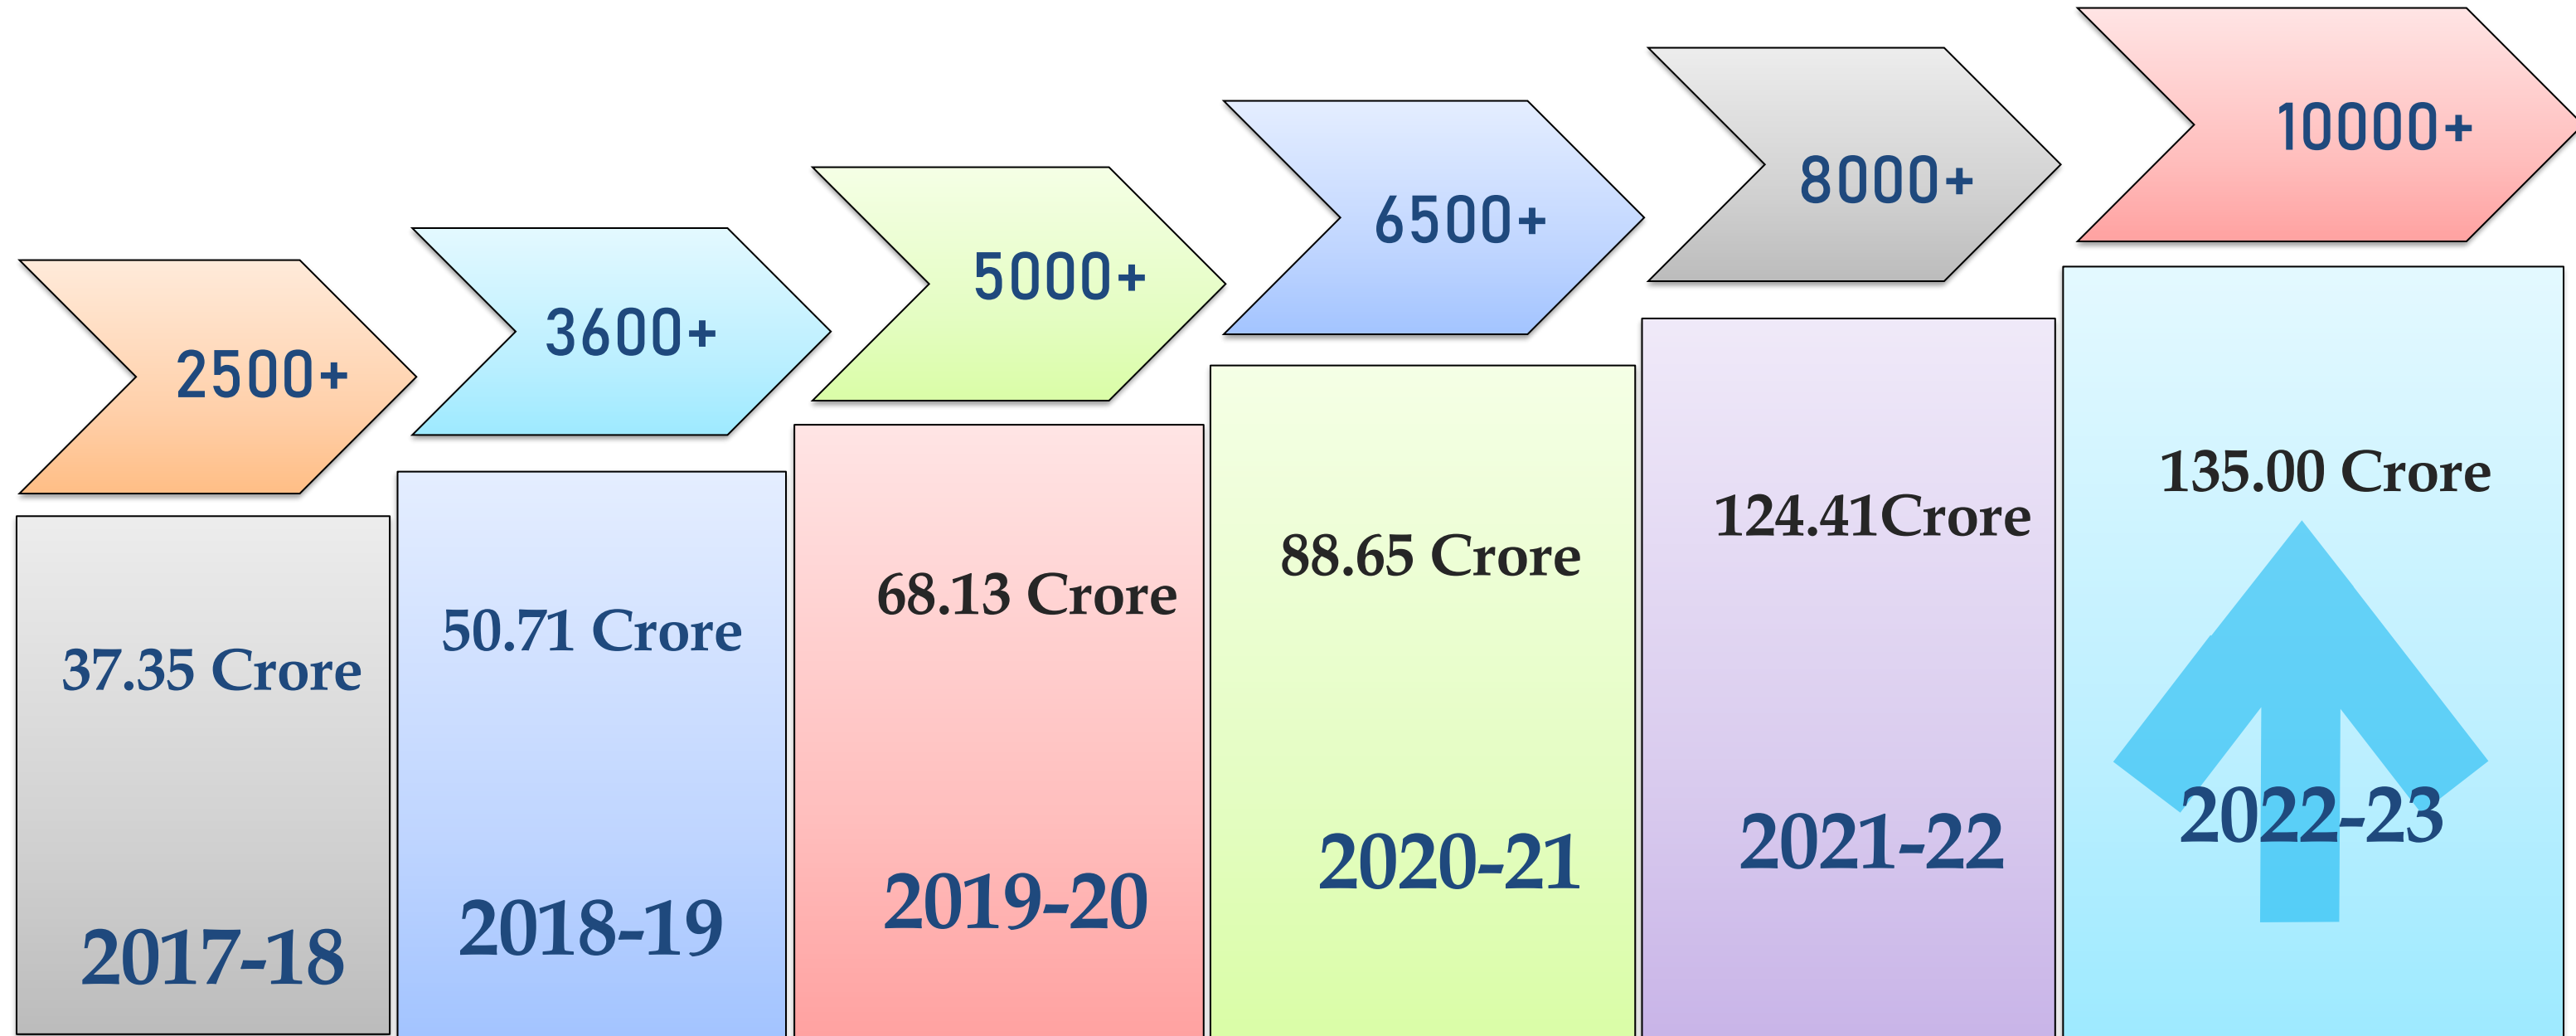 2500+
3600+
5000+
6500+
8000+
10000+
37.35 Crore
50.71 Crore
68.13 Crore
88.65 Crore
124.41Crore
135.00 Crore
2017-18
2018-19
2019-20
2020-21
2021-22
2022-23